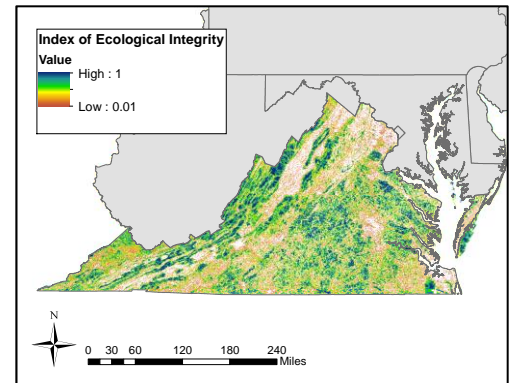 Index of Ecological Integrity
Value
High : 1
Low : 0.01
N
0 30 60 120 180 240
Miles